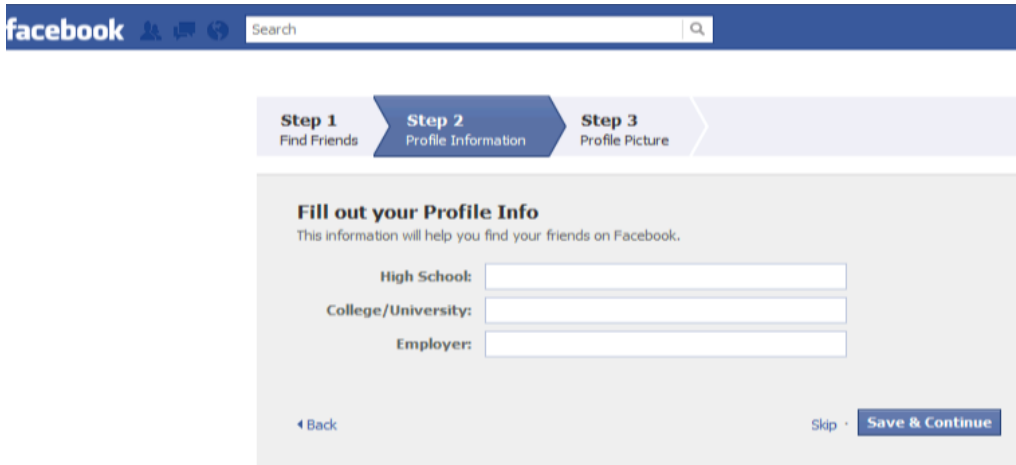 facebook Search
Step 1 Step 2 Step 3
Find Friends Profile Information Profile Picture
Fill out your Profile Info
This information will help you find your friends on Facebook.
High School:
College/University:
Employer:
Back Skip · Save & Continue